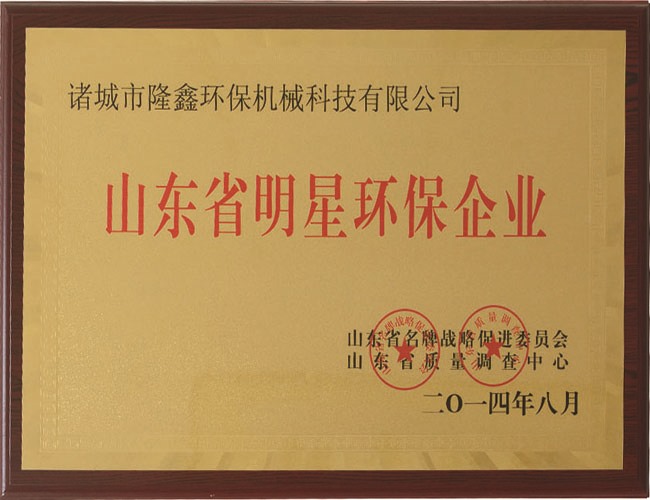 诸城市隆鑫环保机械科技有限公司
山东省明星环保企业
山东省名牌战略促进委员会
山东省质量调查中心
二O一四年八月